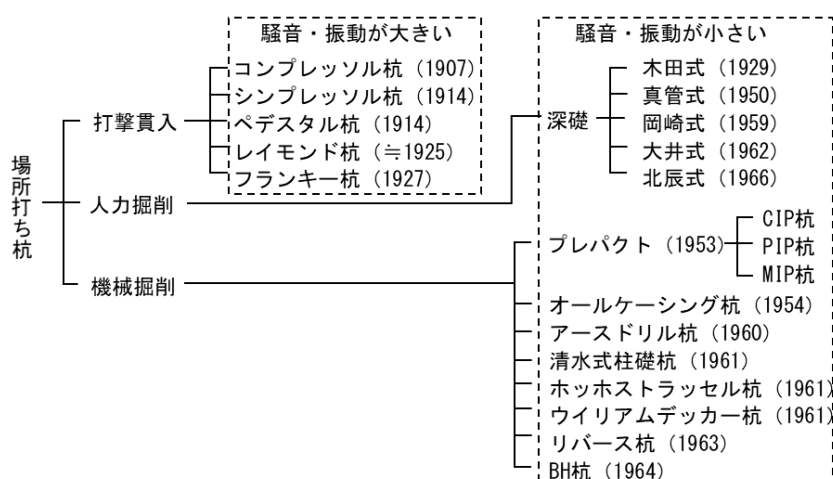 騒音・振動が大きい
騒音・振動が小さい
場所打ち杭
打撃貫入
コンプレッソル杭（1907）
シンプレッソル杭（1914）
ペデスタル杭（1914）
レイモンド杭（≒1925）
フランキー杭（1927）
人力掘削
深礎
木田式（1929）
真管式（1950）
岡崎式（1959）
大井式（1962）
北辰式（1966）
機械掘削
プレパクト（1953）
CIP杭
PIP杭
MIP杭
オールケーシング杭（1954）
アースドリル杭（1960）
清水式柱礎杭（1961）
ホッホストラッセル杭（1961）
ウイリアムデッカー杭（1961）
リバース杭（1963）
BH杭（1964）